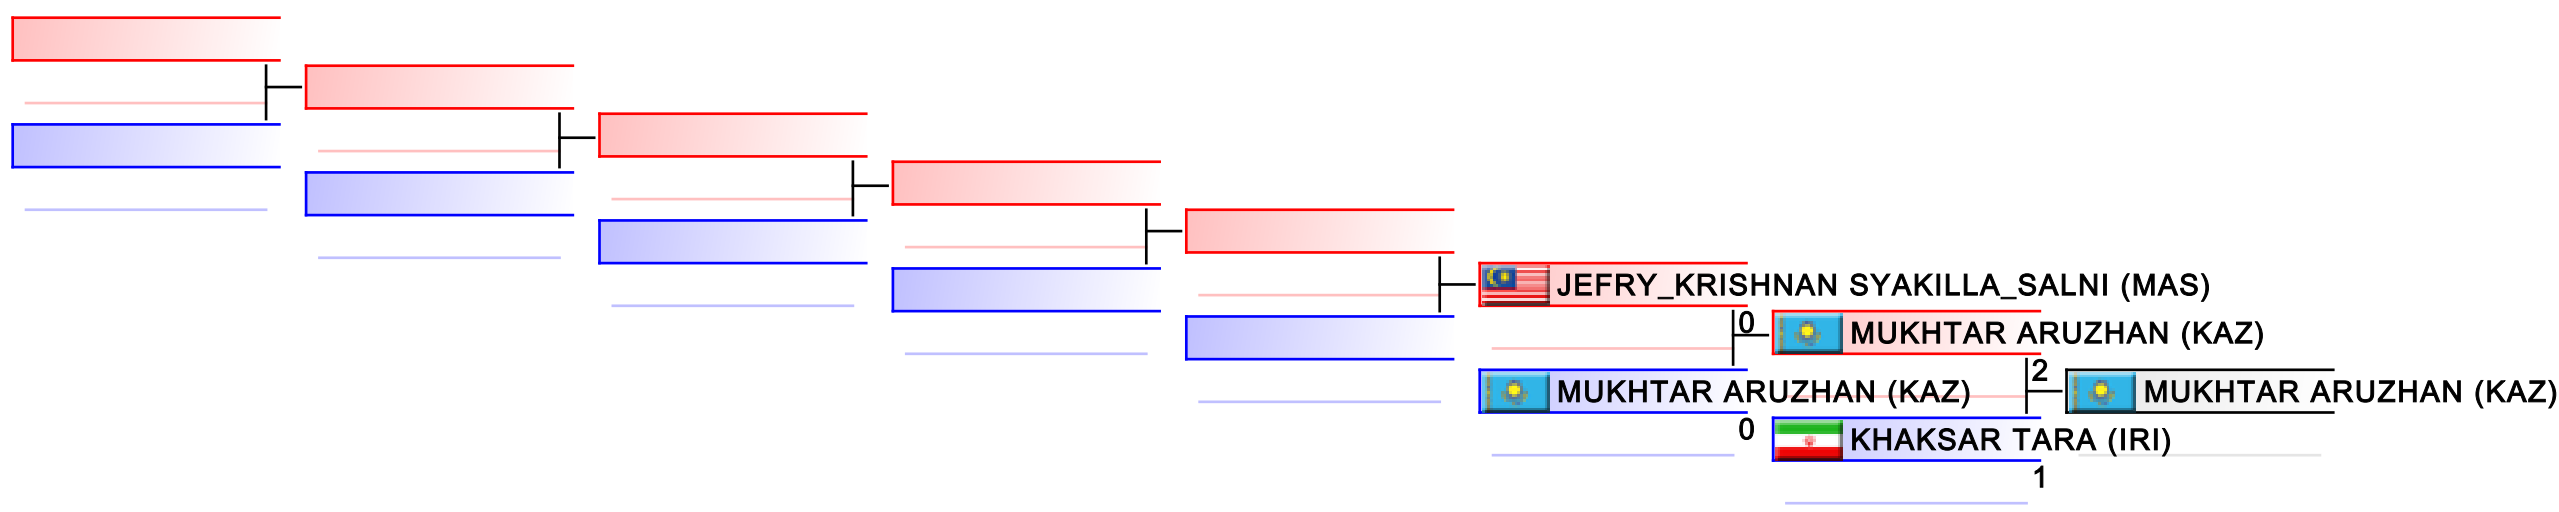 JEFRY_KRISHNAN SYAKILLA_SALNI (MAS)
0
MUKHTAR ARUZHAN (KAZ)
2
MUKHTAR ARUZHAN (KAZ)
MUKHTAR ARUZHAN (KAZ)
0
KHAKSAR TARA (IRI)
1